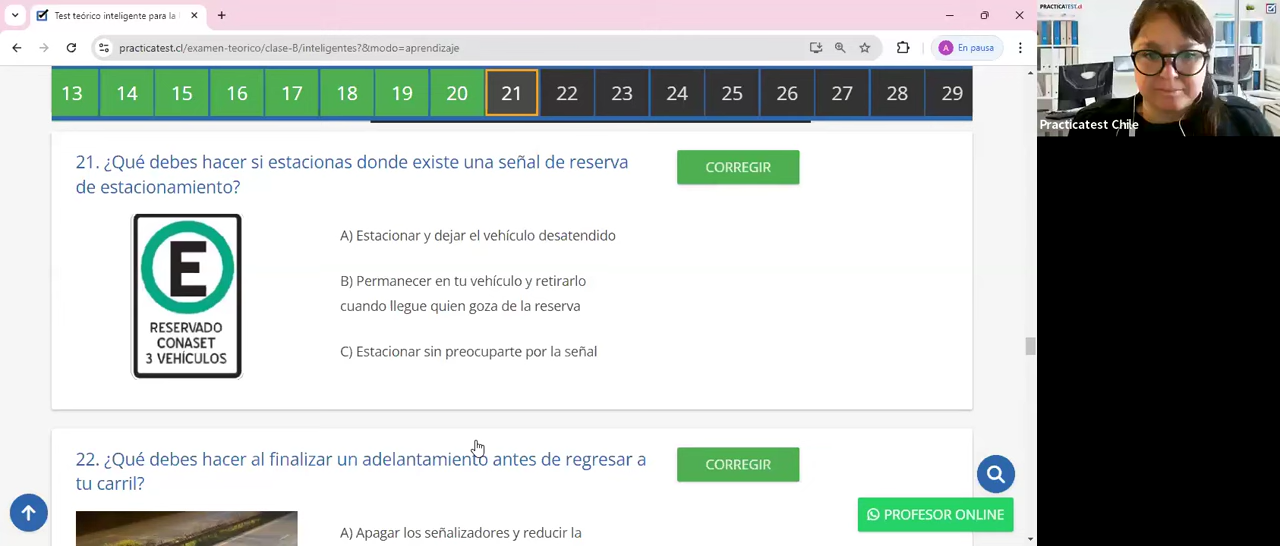 Test teórico inteligente para la
practicatest.cl/examen-teorico/clase-B/inteligentes?&modo=aprendizaje
A
En pausa
PRACTICATEST.cl
13 14 15 16 17 18 19 20 21 22 23 24 25 26 27 28 29
Practicatest Chile
21. ¿Qué debes hacer si estacionas donde existe una señal de reserva
de estacionamiento?
CORREGIR
E
RESERVADO
CONASET
3 VEHÍCULOS
A) Estacionar y dejar el vehículo desatendido
B) Permanecer en tu vehículo y retirarlo
cuando llegue quien goza de la reserva
C) Estacionar sin preocuparte por la señal
22. ¿Qué debes hacer al finalizar un adelantamiento antes de regresar a
tu carril?
CORREGIR
A) Apagar los señalizadores y reducir la
PROFESOR ONLINE